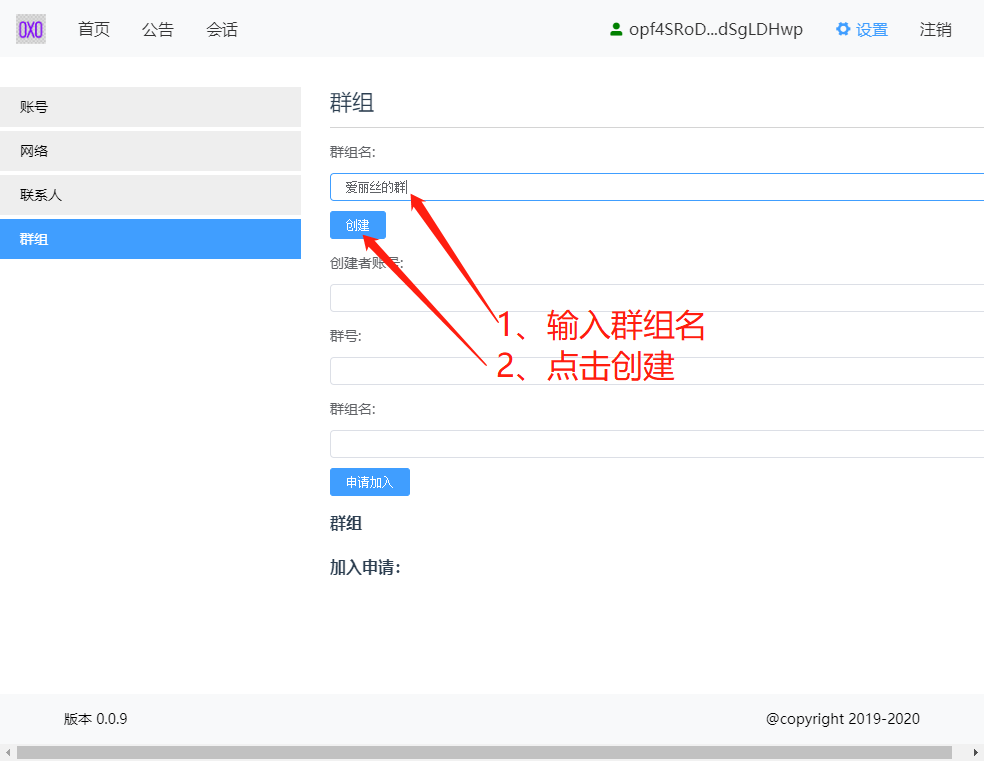 OXO 首页 公告 会话 opf4SRoD...dSgLDHwp 设置 注销
账号
网络
联系人
群组
群组
群组名:
爱丽丝的群
创建
创建者账号:
1、输入群组名
群号:
2、点击创建
群组名:
申请加入
群组
加入申请:
版本 0.0.9 @copyright 2019-2020